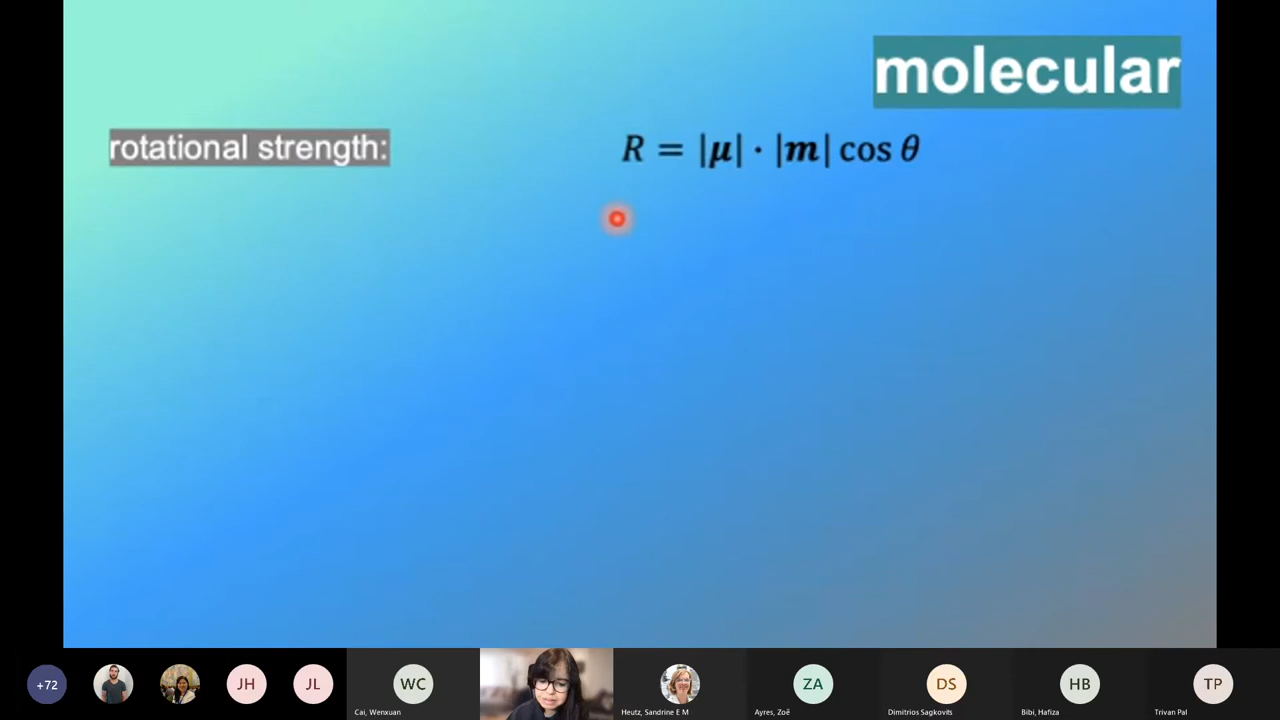 molecular
rotational strength:
R = |μ| · |m| cos θ
+72
JH
JL
WC
Cai, Wenxuan
Heutz, Sandrine E M
ZA
Ayres, Zoë
DS
Dimitrios Sagkovits
HB
Bibi, Hafiza
TP
Trivan Pal